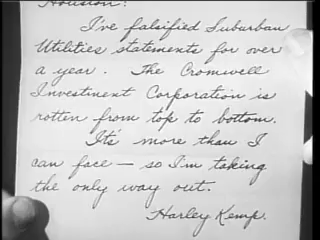 Houston:
I've falsified Suburban
Utilities statements for over
a year. The Cromwell
Investment Corporation is
rotten from top to bottom.
It's more than I
can face — so I'm taking
the only way out.
Harley Kemp.